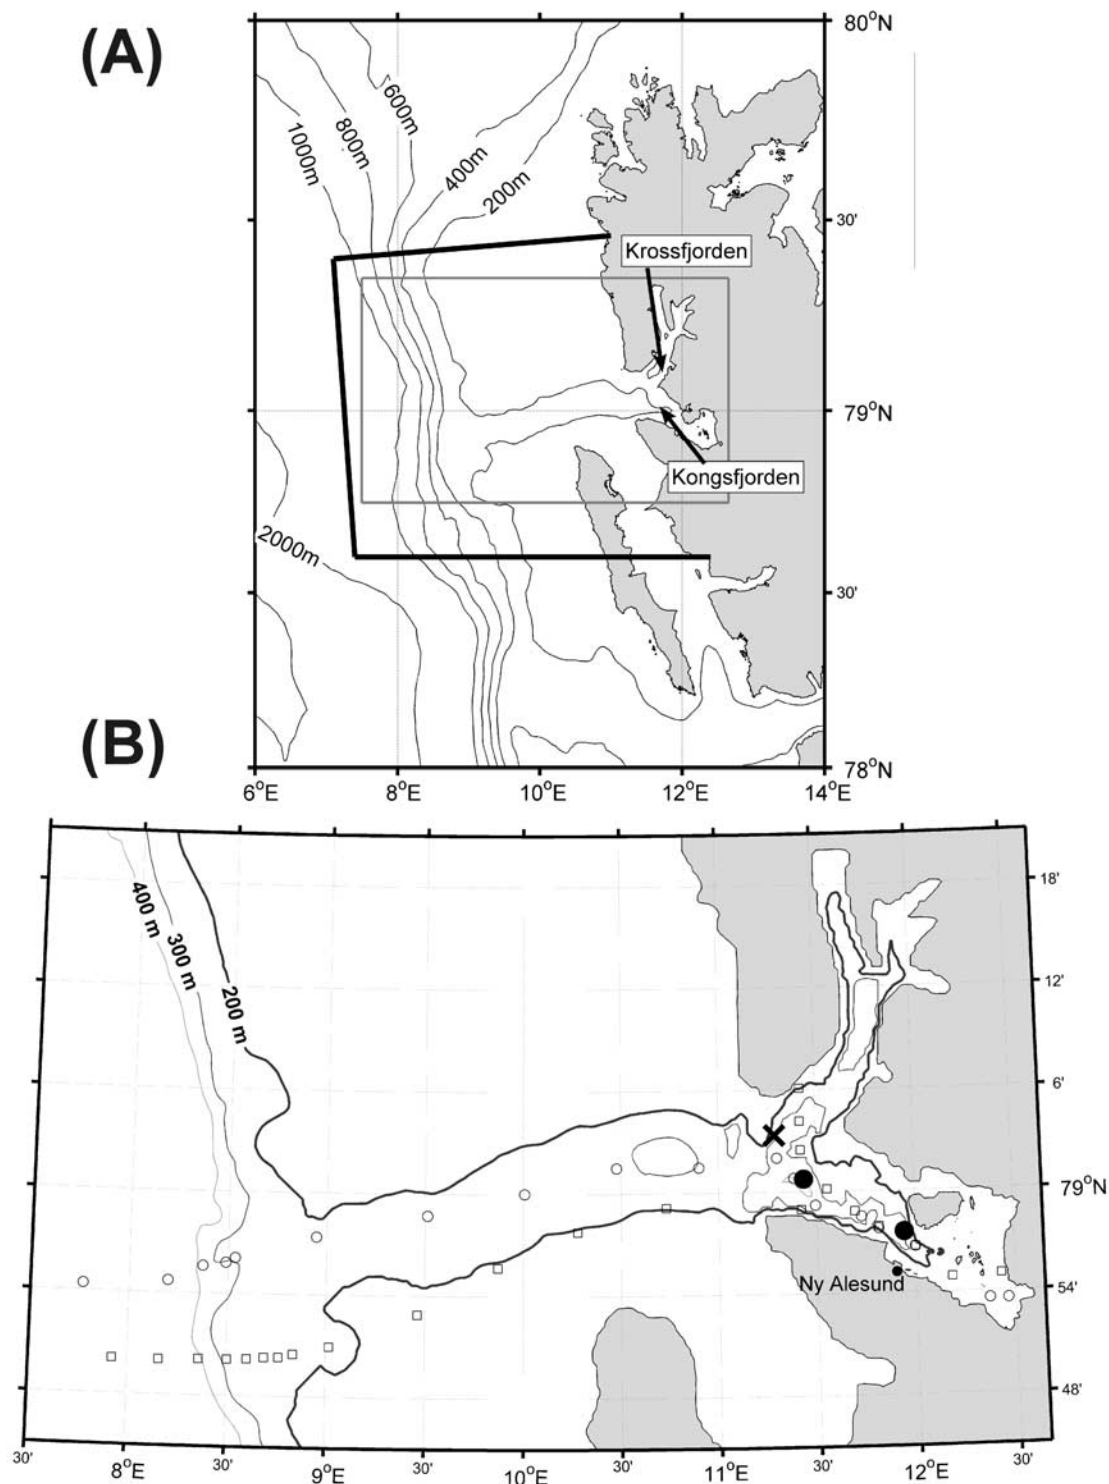 (A)
80°N
600m
800m
1000m
400m
200m
30'
Krossfjorden
79°N
Kongsfjorden
2000m
30'
78°N
6°E 8°E 10°E 12°E 14°E
(B)
400 m
300 m
200 m
18'
12'
6'
79°N
Ny Alesund
54'
48'
30' 8°E 30' 9°E 30' 10°E 30' 11°E 30' 12°E 30'